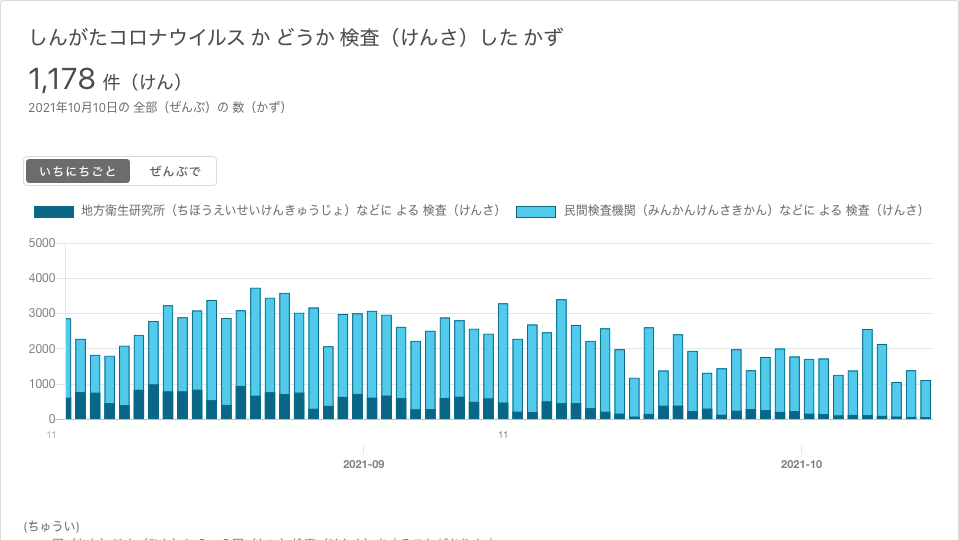 しんがたコロナウイルス か どうか 検査（けんさ）した かず
1,178 件（けん）
2021年10月10日の 全部（ぜんぶ）の 数（かず）
いちにちごと ぜんぶで
地方衛生研究所（ちほうえいせいけんきゅうじょ）などに よる 検査（けんさ） 民間検査機関（みんかんけんさきかん）などに よる 検査（けんさ）
5000
4000
3000
2000
1000
0
11 11
2021-09 2021-10
(ちゅうい)